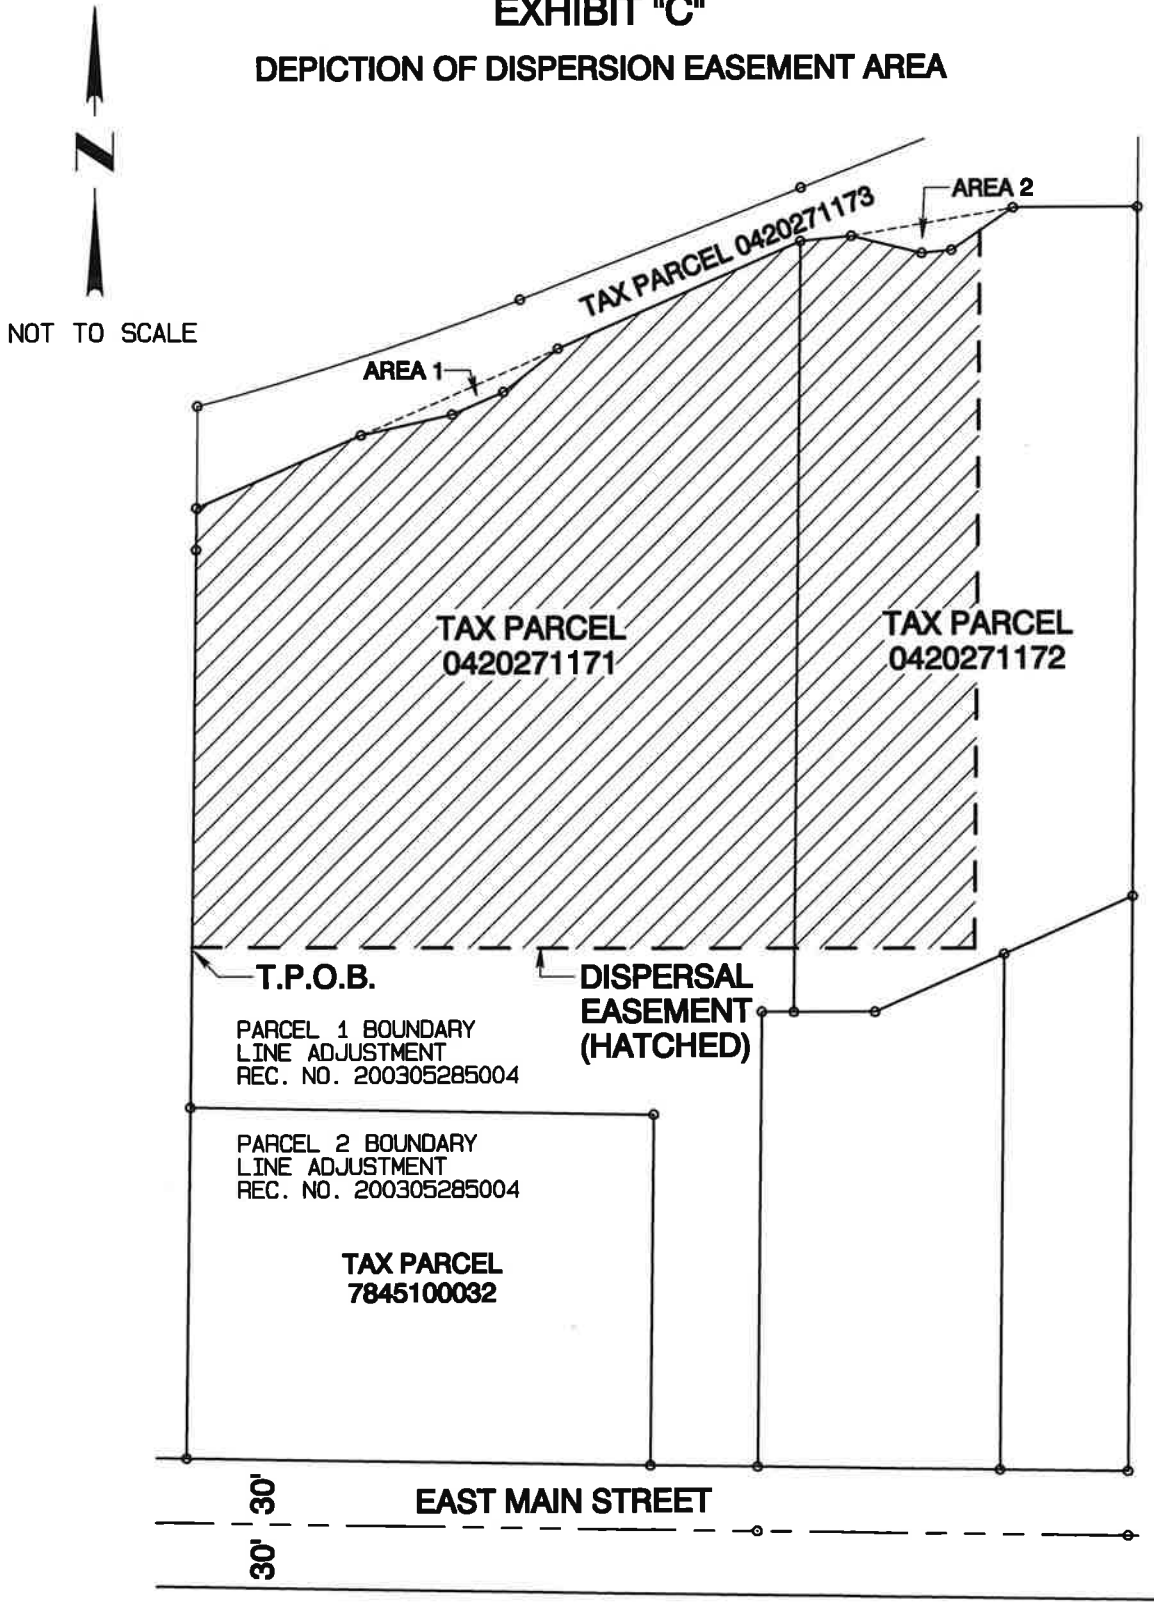 EXHIBIT "C"
DEPICTION OF DISPERSION EASEMENT AREA
N
NOT TO SCALE
AREA 2
TAX PARCEL 0420271173
AREA 1
TAX PARCEL
0420271171
TAX PARCEL
0420271172
T.P.O.B.
DISPERSAL
EASEMENT
(HATCHED)
PARCEL 1 BOUNDARY
LINE ADJUSTMENT
REC. NO. 200305285004
PARCEL 2 BOUNDARY
LINE ADJUSTMENT
REC. NO. 200305285004
TAX PARCEL
7845100032
30'
EAST MAIN STREET
30'